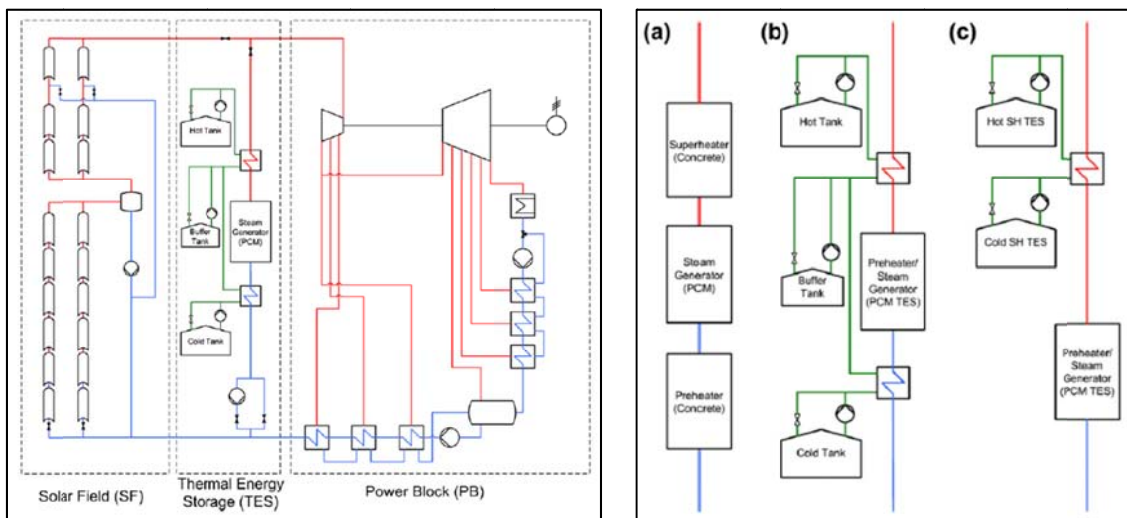 Hot Tank
Buffer
Tank
Steam
Generator
(PCM)
Cold Tank
Solar Field (SF)
Thermal Energy
Storage (TES)
Power Block (PB)
(a)
Superheater
(Concrete)
Steam
Generator
(PCM)
Preheater
(Concrete)
(b)
Hot Tank
Buffer
Tank
Preheater/
Steam
Generator
(PCM TES)
Cold Tank
(c)
Hot SH TES
Cold SH TES
Preheater/
Steam
Generator
(PCM TES)